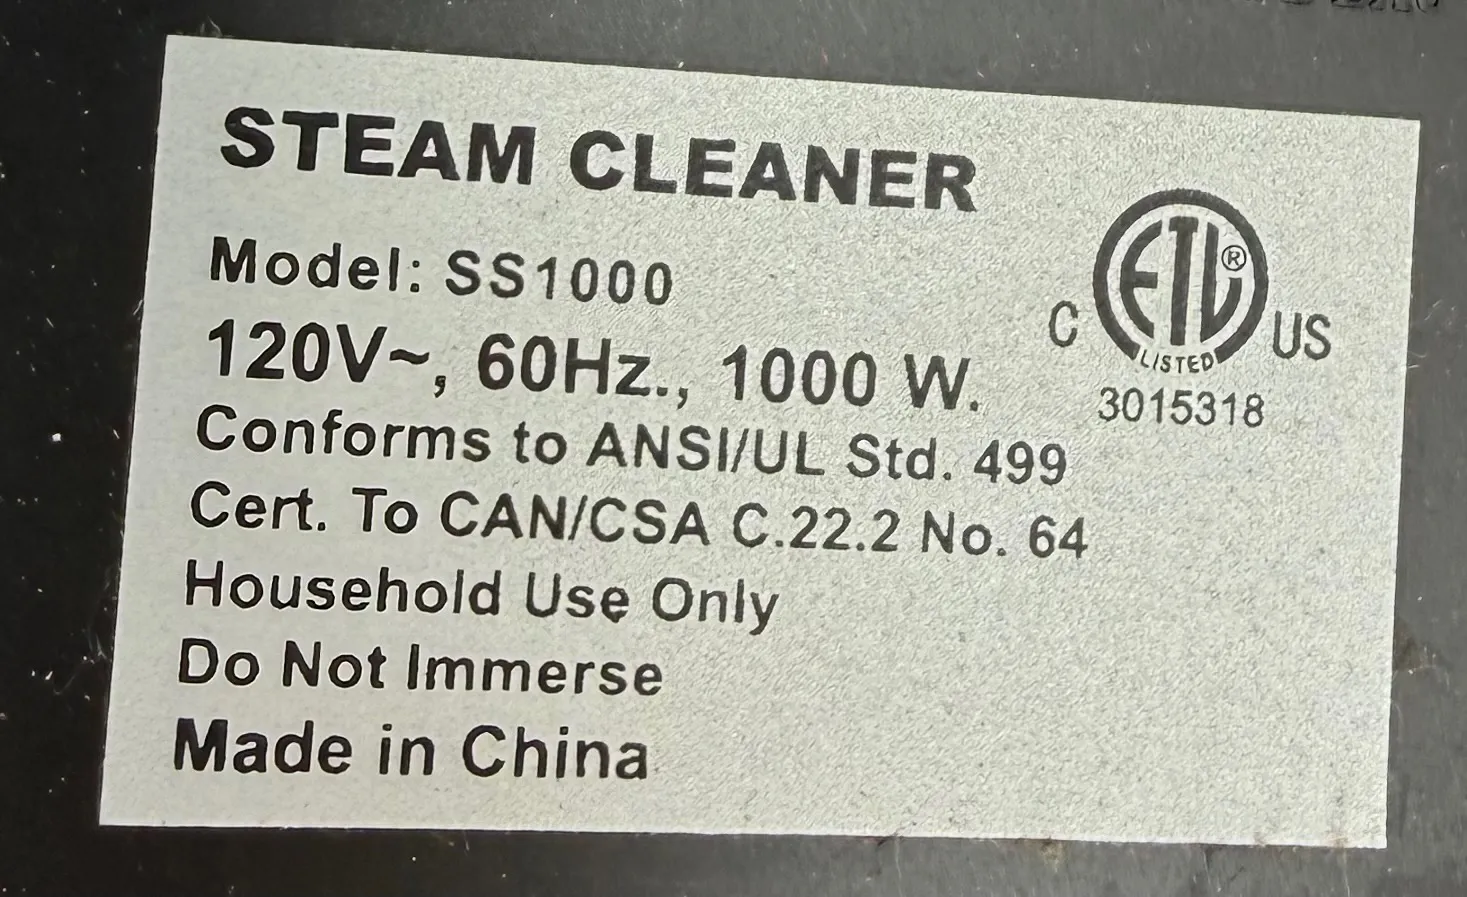 STEAM CLEANER
Model: SS1000
120V~, 60Hz., 1000 W.
Conforms to ANSI/UL Std. 499
Cert. To CAN/CSA C.22.2 No. 64
Household Use Only
Do Not Immerse
Made in China
C ETL® US
LISTED
3015318